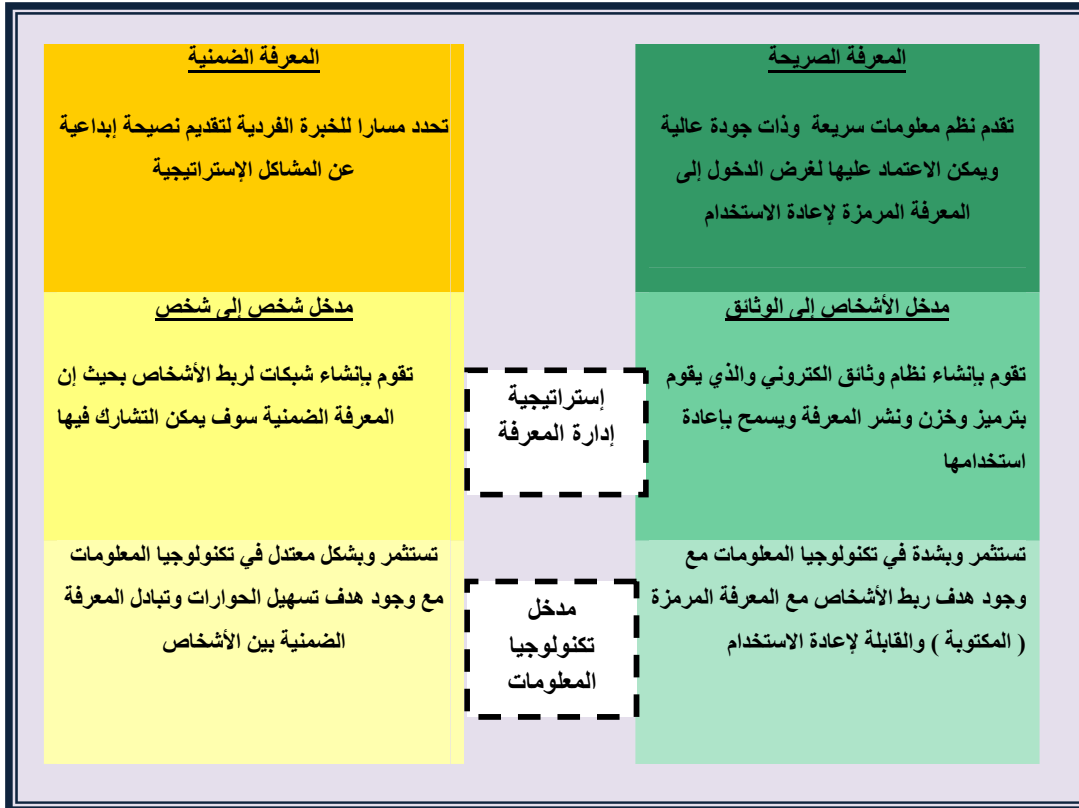 المعرفة الصريحة
تقدم نظم معلومات سريعة وذات جودة عالية
ويمكن الاعتماد عليها لغرض الدخول إلى
المعرفة المرمزة لإعادة الاستخدام
المعرفة الضمنية
تحدد مسارا للخبرة الفردية لتقديم نصيحة إبداعية
عن المشاكل الإستراتيجية
مدخل الأشخاص إلى الوثائق
تقوم بإنشاء نظام وثائق الكتروني والذي يقوم
بترميز وخزن ونشر المعرفة ويسمح بإعادة
استخدامها
إستراتيجية
إدارة المعرفة
مدخل شخص إلى شخص
تقوم بإنشاء شبكات لربط الأشخاص بحيث إن
المعرفة الضمنية سوف يمكن التشارك فيها
تستثمر وبشدة في تكنولوجيا المعلومات مع
وجود هدف ربط الأشخاص مع المعرفة المرمزة
( المكتوبة ) والقابلة لإعادة الاستخدام
مدخل
تكنولوجيا
المعلومات
تستثمر وبشكل معتدل في تكنولوجيا المعلومات
مع وجود هدف تسهيل الحوارات وتبادل المعرفة
الضمنية بين الأشخاص